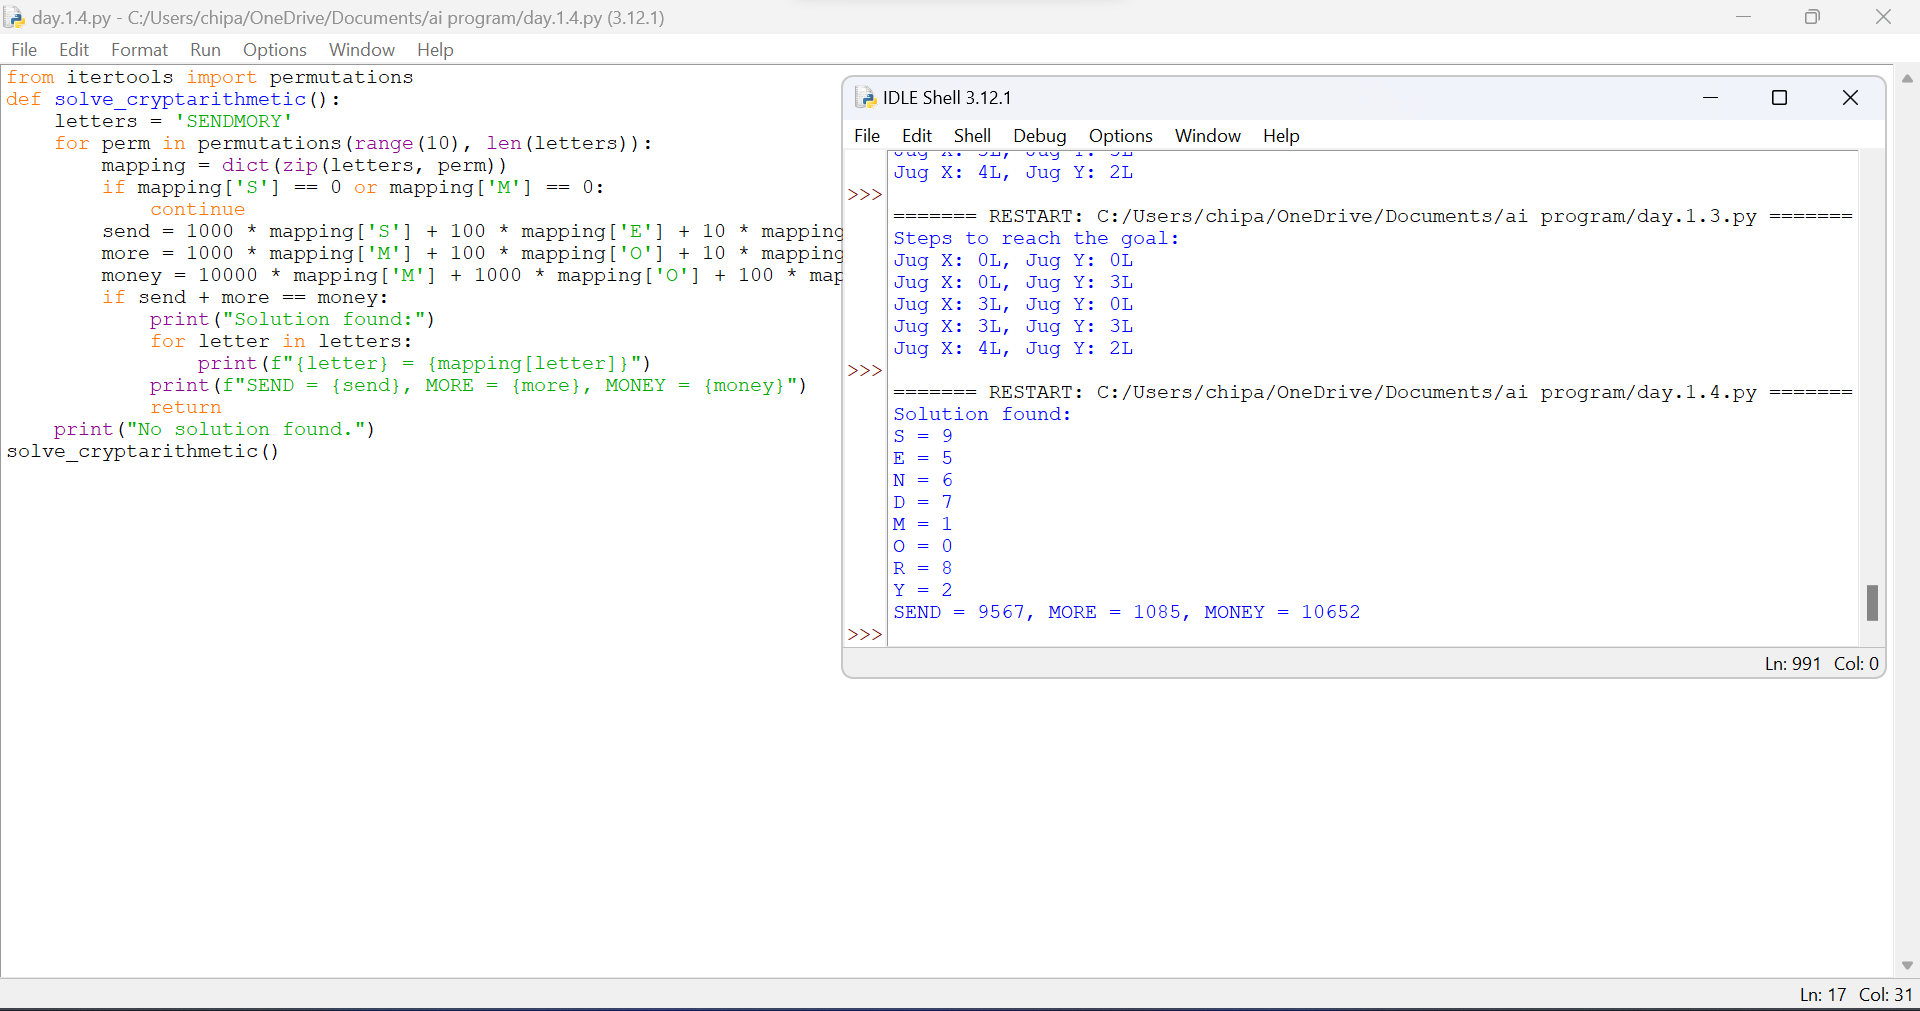 day.1.4.py - C:/Users/chipa/OneDrive/Documents/ai program/day.1.4.py (3.12.1)
File Edit Format Run Options Window Help
from itertools import permutations
def solve_cryptarithmetic():
    letters = 'SENDMORY'
    for perm in permutations(range(10), len(letters)):
        mapping = dict(zip(letters, perm))
        if mapping['S'] == 0 or mapping['M'] == 0:
            continue
        send = 1000 * mapping['S'] + 100 * mapping['E'] + 10 * mapping
        more = 1000 * mapping['M'] + 100 * mapping['O'] + 10 * mapping
        money = 10000 * mapping['M'] + 1000 * mapping['O'] + 100 * map
        if send + more == money:
            print("Solution found:")
            for letter in letters:
                print(f"{letter} = {mapping[letter]}")
            print(f"SEND = {send}, MORE = {more}, MONEY = {money}")
            return
    print("No solution found.")
solve_cryptarithmetic()
IDLE Shell 3.12.1
File Edit Shell Debug Options Window Help
Jug X: 4L, Jug Y: 2L
>>>
======= RESTART: C:/Users/chipa/OneDrive/Documents/ai program/day.1.3.py =======
Steps to reach the goal:
Jug X: 0L, Jug Y: 0L
Jug X: 0L, Jug Y: 3L
Jug X: 3L, Jug Y: 0L
Jug X: 3L, Jug Y: 3L
Jug X: 4L, Jug Y: 2L
>>>
======= RESTART: C:/Users/chipa/OneDrive/Documents/ai program/day.1.4.py =======
Solution found:
S = 9
E = 5
N = 6
D = 7
M = 1
O = 0
R = 8
Y = 2
SEND = 9567, MORE = 1085, MONEY = 10652
>>>
Ln: 991 Col: 0
Ln: 17 Col: 31